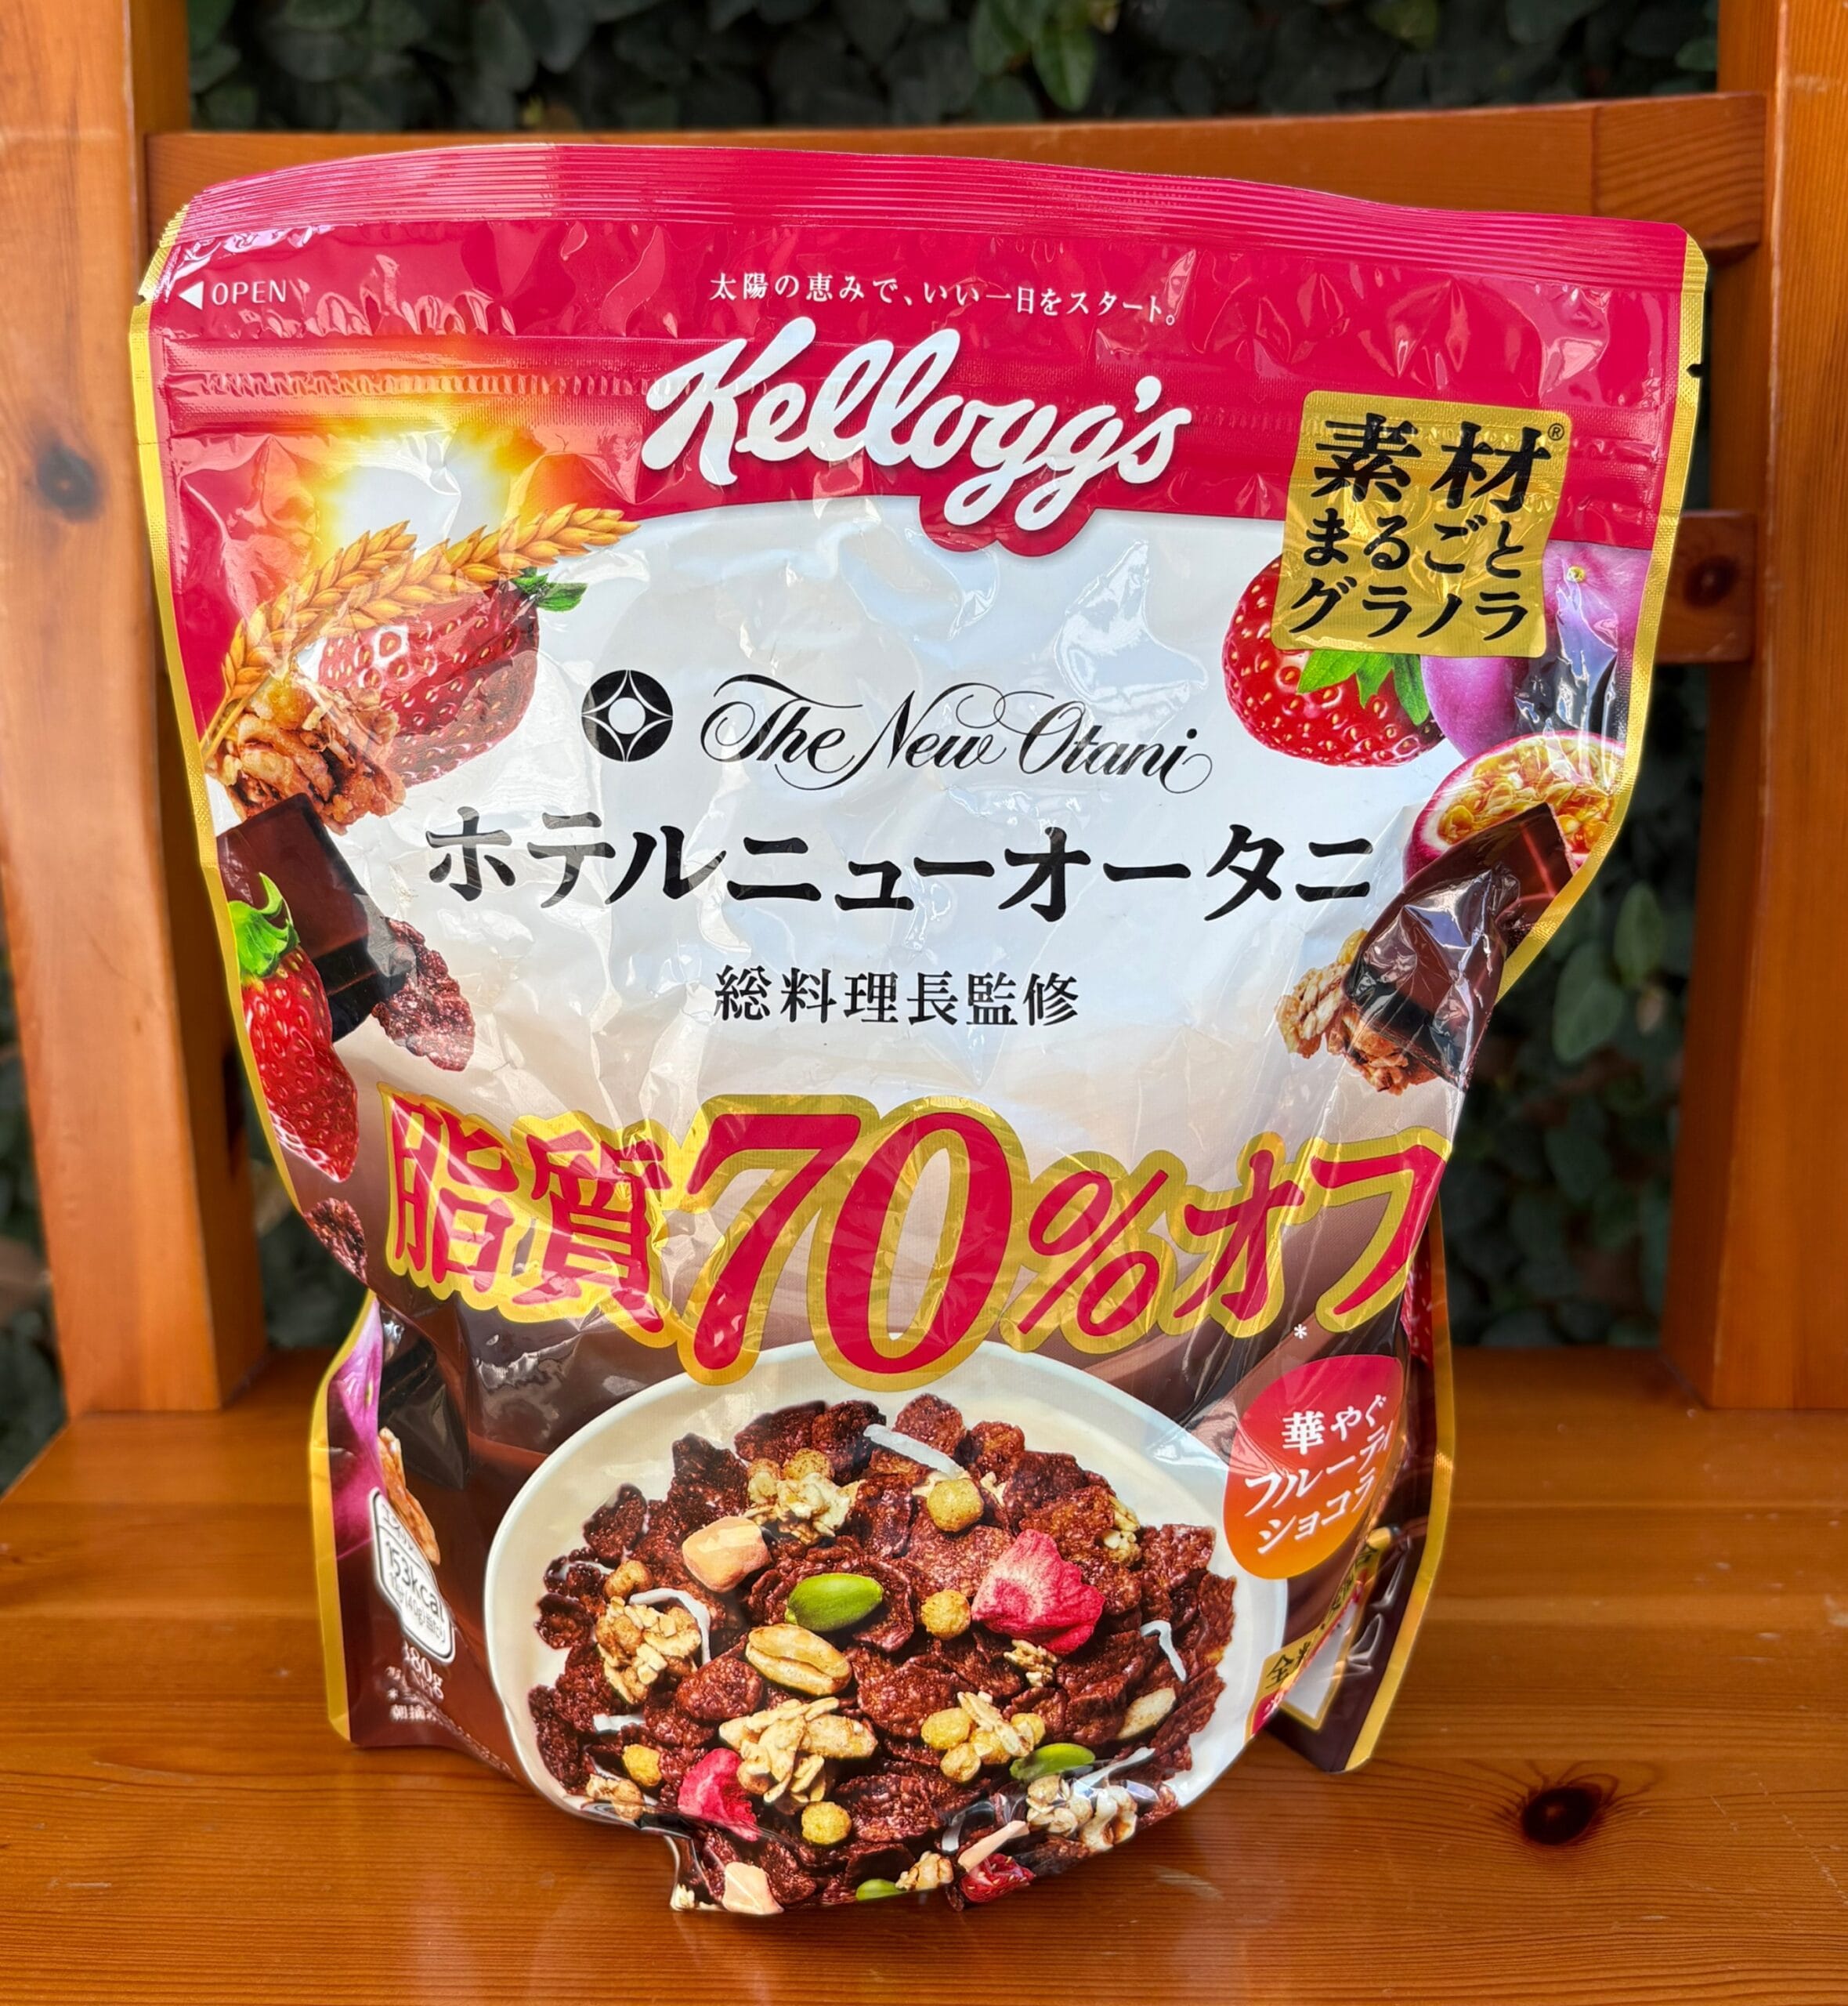 太陽の恵みで、いい一日をスタート。
OPEN
Kellogg's
素材®
まるごと
グラノラ
The New Otani
ホテルニューオータニ
総料理長監修
脂質70%オフ
*
華やぐ
フルーティ
ショコラ
153kcal